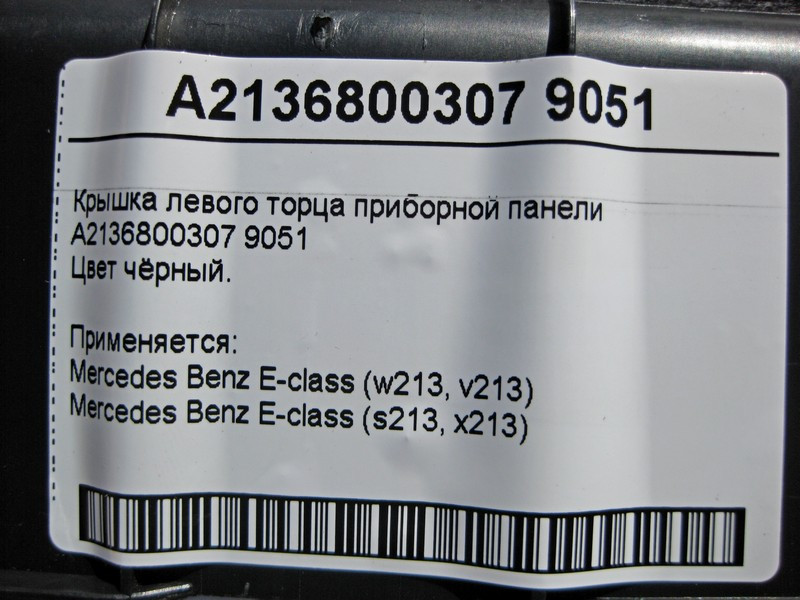 A2136800307 9051
Крышка левого торца приборной панели
A2136800307 9051
Цвет чёрный.
Применяется:
Mercedes Benz E-class (w213, v213)
Mercedes Benz E-class (s213, x213)